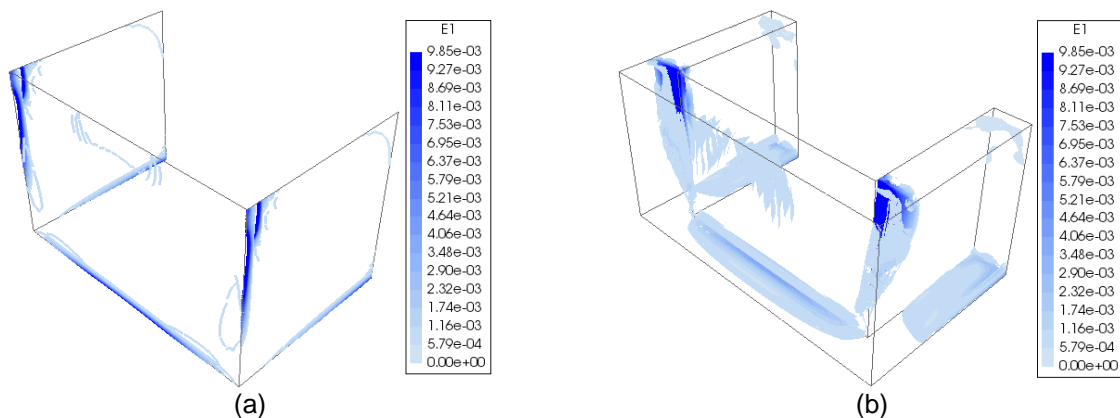 E1
9.85e-03
9.27e-03
8.69e-03
8.11e-03
7.53e-03
6.95e-03
6.37e-03
5.79e-03
5.21e-03
4.64e-03
4.06e-03
3.48e-03
2.90e-03
2.32e-03
1.74e-03
1.16e-03
5.79e-04
0.00e+00
(a)
E1
9.85e-03
9.27e-03
8.69e-03
8.11e-03
7.53e-03
6.95e-03
6.37e-03
5.79e-03
5.21e-03
4.64e-03
4.06e-03
3.48e-03
2.90e-03
2.32e-03
1.74e-03
1.16e-03
5.79e-04
0.00e+00
(b)